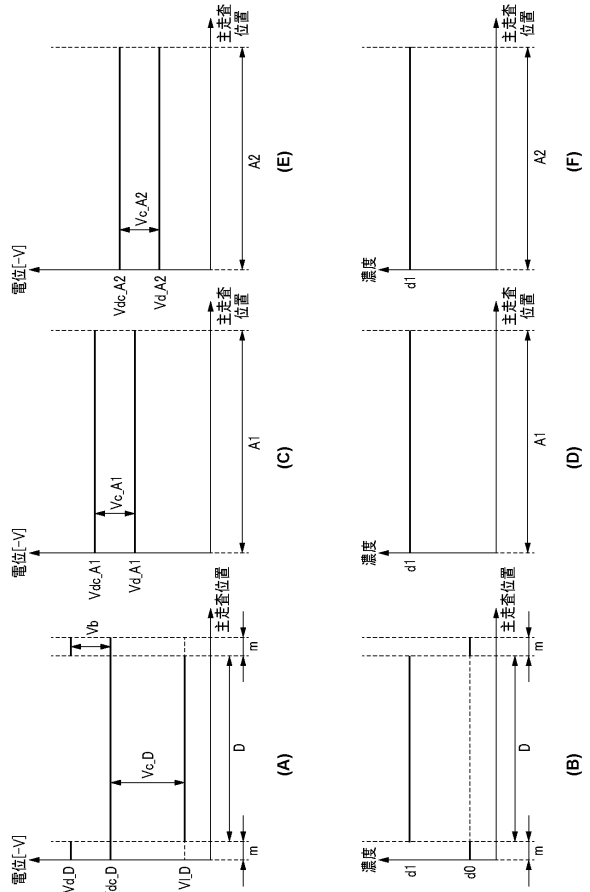 電位[-V]
Vd_D
dc_D
Vl_D
Vb
Vc_D
m
D
m
主走査位置
(A)
濃度
d1
d0
m
D
m
主走査位置
(B)
電位[-V]
Vdc_A1
Vd_A1
Vc_A1
A1
主走査
位置
(C)
濃度
d1
A1
主走査
位置
(D)
電位[-V]
Vdc_A2
Vd_A2
Vc_A2
A2
主走査
位置
(E)
濃度
d1
A2
主走査
位置
(F)